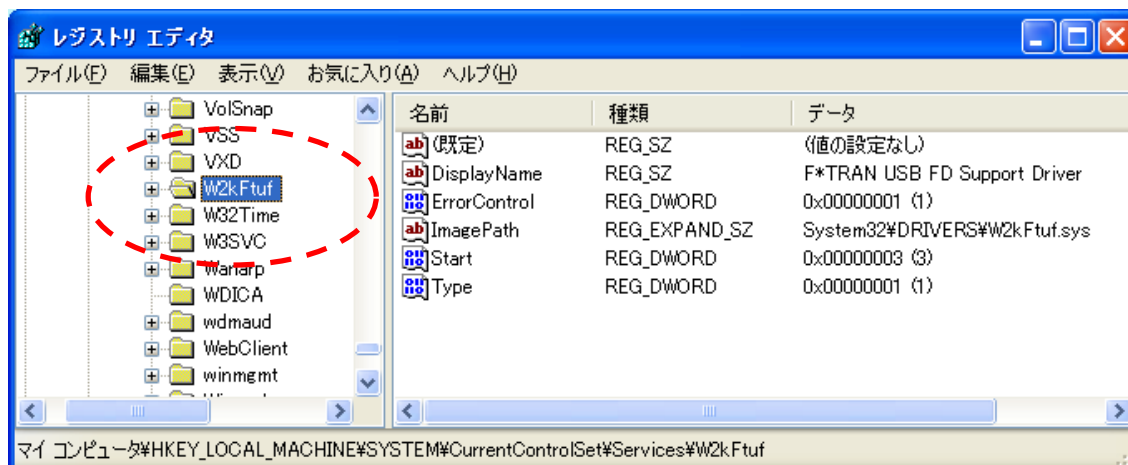 レジストリ エディタ
ファイル(F) 編集(E) 表示(V) お気に入り(A) ヘルプ(H)
VolSnap
VSS
VXD
W2kFtuf
W32Time
W3SVC
Wanarp
WDICA
wdmaud
WebClient
winmgmt
名前 種類 データ
(既定) REG_SZ (値の設定なし)
DisplayName REG_SZ F*TRAN USB FD Support Driver
ErrorControl REG_DWORD 0x00000001 (1)
ImagePath REG_EXPAND_SZ System32¥DRIVERS¥W2kFtuf.sys
Start REG_DWORD 0x00000003 (3)
Type REG_DWORD 0x00000001 (1)
マイ コンピュータ¥HKEY_LOCAL_MACHINE¥SYSTEM¥CurrentControlSet¥Services¥W2kFtuf